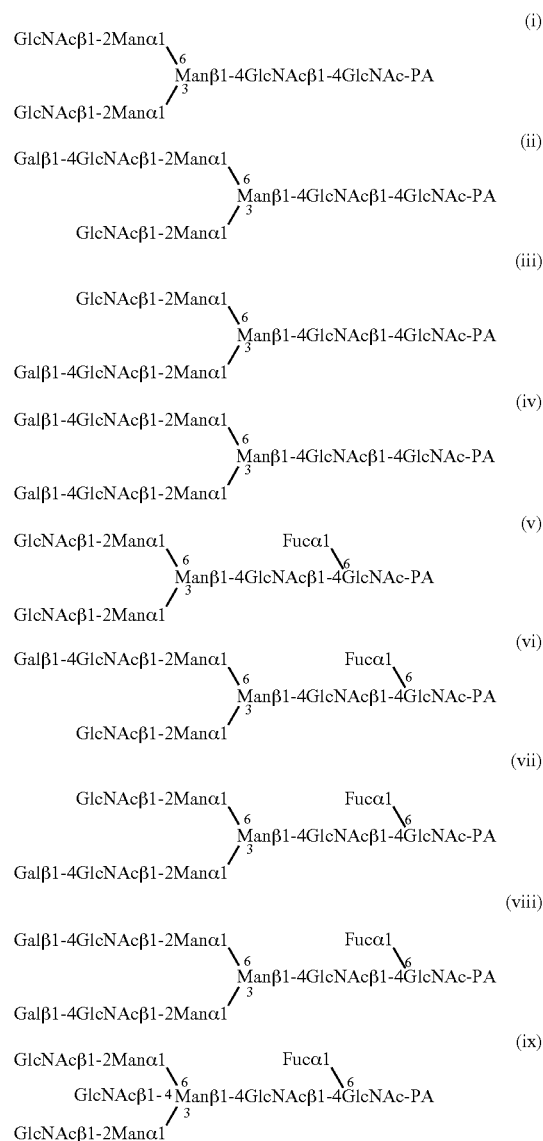 (i)
GlcNAcβ1-2Manα1
6
Manβ1-4GlcNAcβ1-4GlcNAc-PA
3
GlcNAcβ1-2Manα1
(ii)
Galβ1-4GlcNAcβ1-2Manα1
6
Manβ1-4GlcNAcβ1-4GlcNAc-PA
3
GlcNAcβ1-2Manα1
(iii)
GlcNAcβ1-2Manα1
6
Manβ1-4GlcNAcβ1-4GlcNAc-PA
3
Galβ1-4GlcNAcβ1-2Manα1
(iv)
Galβ1-4GlcNAcβ1-2Manα1
6
Manβ1-4GlcNAcβ1-4GlcNAc-PA
3
Galβ1-4GlcNAcβ1-2Manα1
(v)
GlcNAcβ1-2Manα1 Fucα1
6 6
Manβ1-4GlcNAcβ1-4GlcNAc-PA
3
GlcNAcβ1-2Manα1
(vi)
Galβ1-4GlcNAcβ1-2Manα1 Fucα1
6 6
Manβ1-4GlcNAcβ1-4GlcNAc-PA
3
GlcNAcβ1-2Manα1
(vii)
GlcNAcβ1-2Manα1 Fucα1
6 6
Manβ1-4GlcNAcβ1-4GlcNAc-PA
3
Galβ1-4GlcNAcβ1-2Manα1
(viii)
Galβ1-4GlcNAcβ1-2Manα1 Fucα1
6 6
Manβ1-4GlcNAcβ1-4GlcNAc-PA
3
Galβ1-4GlcNAcβ1-2Manα1
(ix)
GlcNAcβ1-2Manα1 Fucα1
6 6
GlcNAcβ1-4Manβ1-4GlcNAcβ1-4GlcNAc-PA
3
GlcNAcβ1-2Manα1